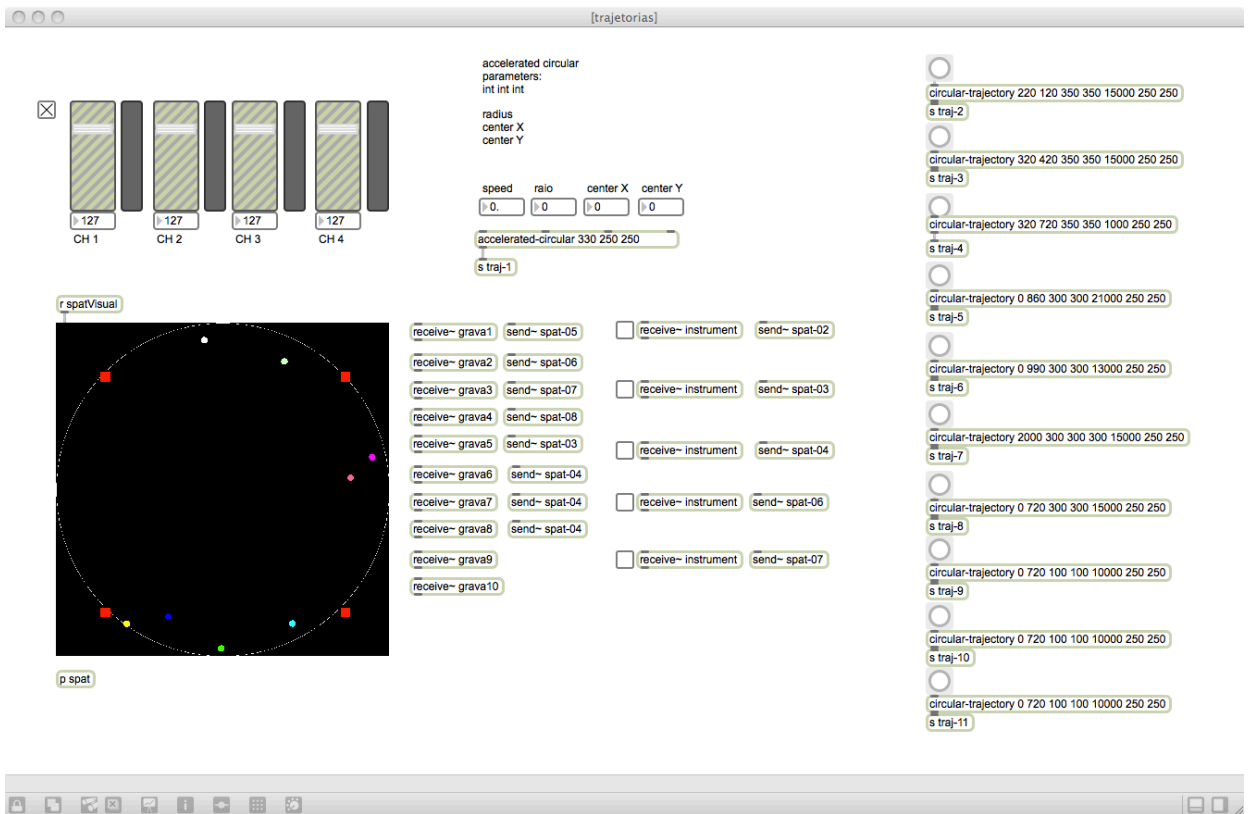 [trajetorias]
accelerated circular
parameters:
int int int
radius
center X
center Y
127 127 127 127
CH 1 CH 2 CH 3 CH 4
speed raio center X center Y
0. 0 0 0
accelerated-circular 330 250 250
s traj-1
r spatVisual
p spat
receive~ grava1 send~ spat-05
receive~ grava2 send~ spat-06
receive~ grava3 send~ spat-07
receive~ grava4 send~ spat-08
receive~ grava5 send~ spat-03
receive~ grava6 send~ spat-04
receive~ grava7 send~ spat-04
receive~ grava8 send~ spat-04
receive~ grava9
receive~ grava10
receive~ instrument send~ spat-02
receive~ instrument send~ spat-03
receive~ instrument send~ spat-04
receive~ instrument send~ spat-06
receive~ instrument send~ spat-07
circular-trajectory 220 120 350 350 15000 250 250
s traj-2
circular-trajectory 320 420 350 350 15000 250 250
s traj-3
circular-trajectory 320 720 350 350 1000 250 250
s traj-4
circular-trajectory 0 860 300 300 21000 250 250
s traj-5
circular-trajectory 0 990 300 300 13000 250 250
s traj-6
circular-trajectory 2000 300 300 300 15000 250 250
s traj-7
circular-trajectory 0 720 300 300 15000 250 250
s traj-8
circular-trajectory 0 720 100 100 10000 250 250
s traj-9
circular-trajectory 0 720 100 100 10000 250 250
s traj-10
circular-trajectory 0 720 100 100 10000 250 250
s traj-11